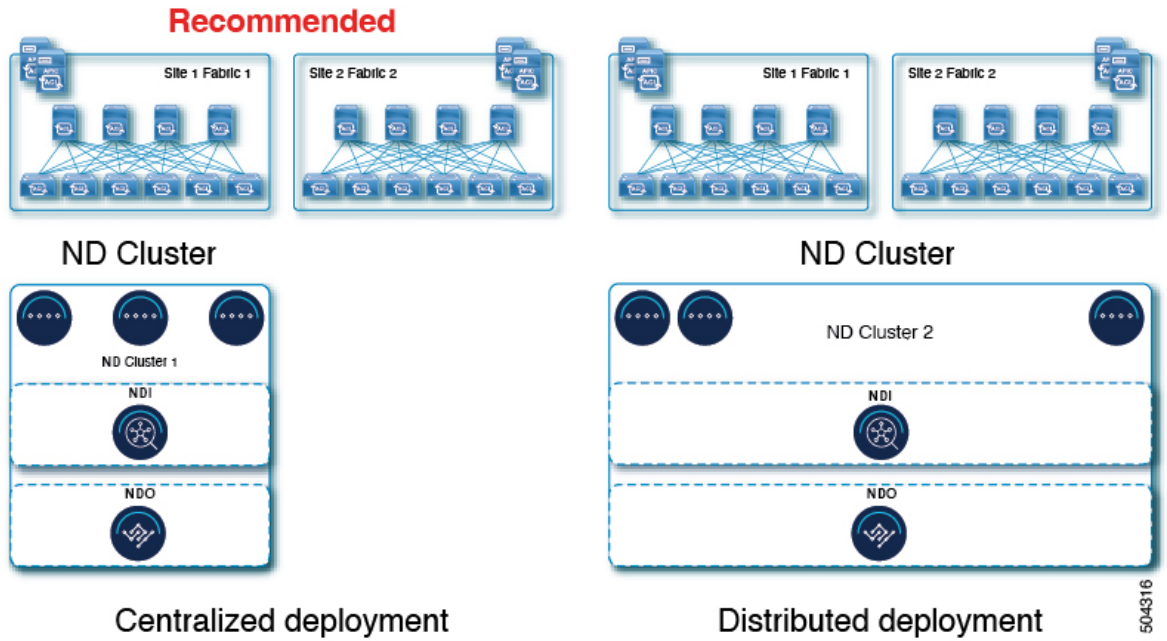 Recommended
Site 1 Fabric 1
Site 2 Fabric 2
Site 1 Fabric 1
Site 2 Fabric 2
ND Cluster
ND Cluster
ND Cluster 1
ND Cluster 2
NDI
NDI
NDO
NDO
Centralized deployment
Distributed deployment
504316